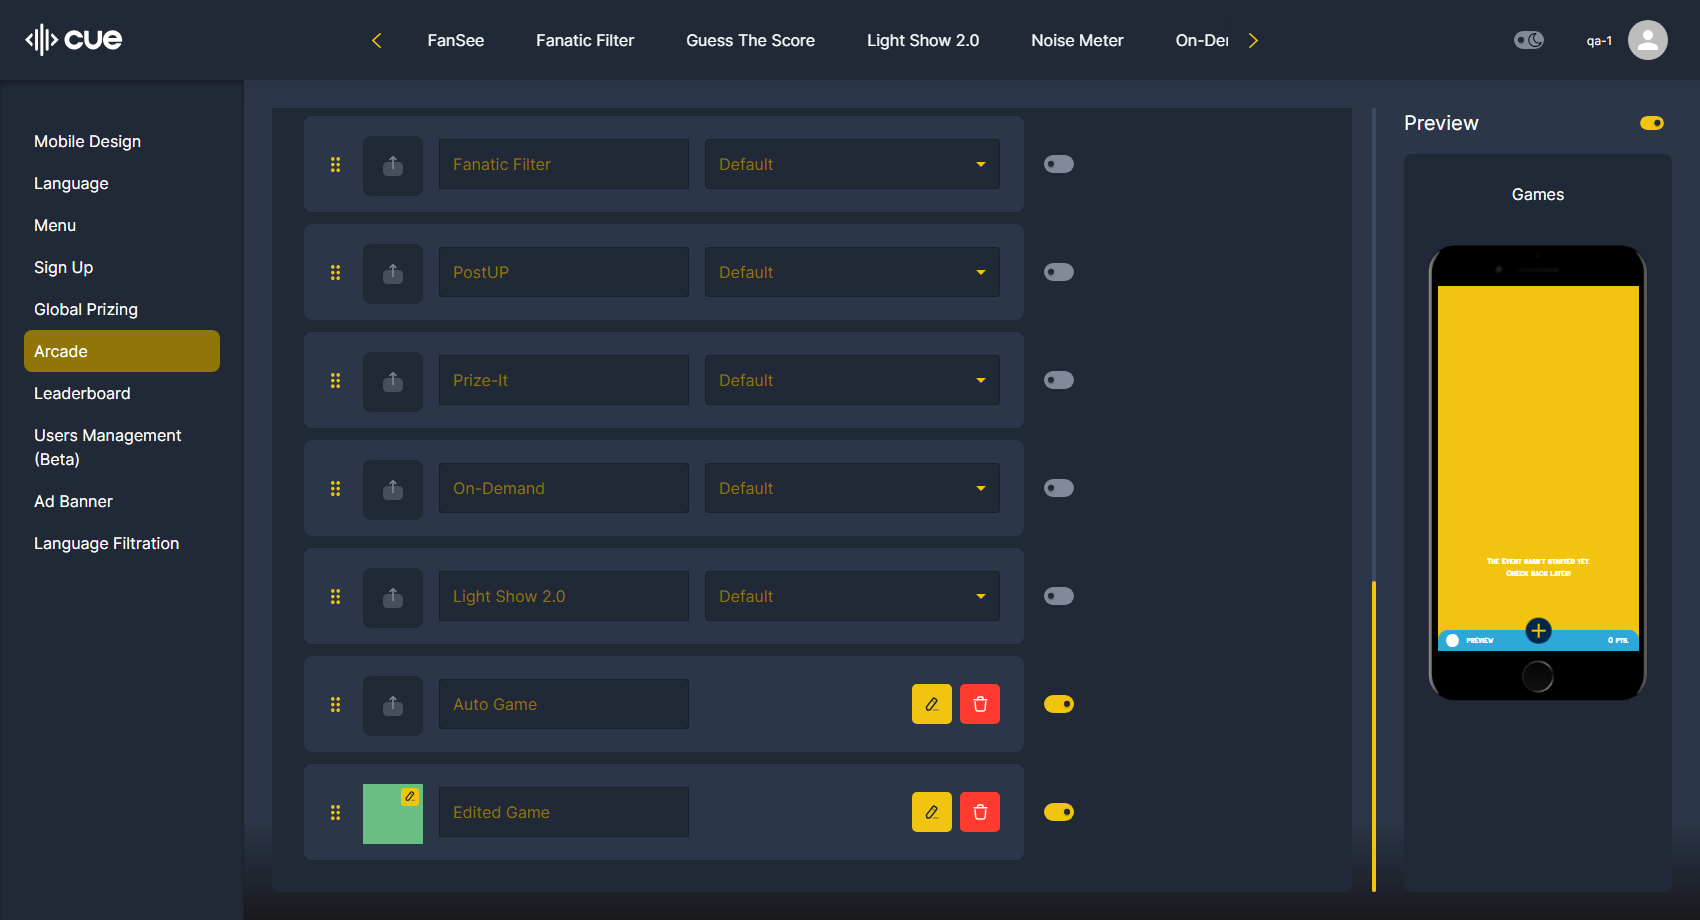 cue
FanSee
Fanatic Filter
Guess The Score
Light Show 2.0
Noise Meter
On-Der
qa-1
Mobile Design
Language
Menu
Sign Up
Global Prizing
Arcade
Leaderboard
Users Management
(Beta)
Ad Banner
Language Filtration
Fanatic Filter
Default
PostUP
Default
Prize-It
Default
On-Demand
Default
Light Show 2.0
Default
Auto Game
Edited Game
Preview
Games
The Event hasn't started yet.
Check back later!
PREVIEW
0 PTS.